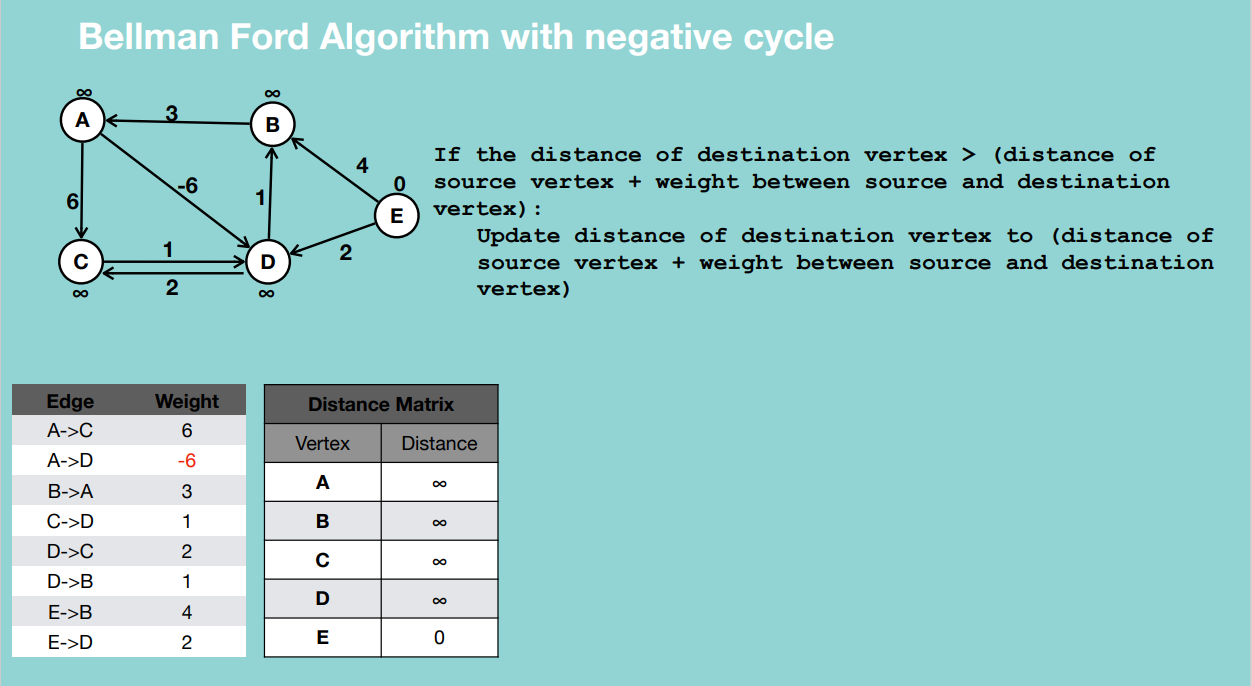 Bellman Ford Algorithm with negative cycle
∞
∞
A
3
B
4
0
-6
6
1
E
If the distance of destination vertex > (distance of
source vertex + weight between source and destination
vertex):
Update distance of destination vertex to (distance of
source vertex + weight between source and destination
vertex)
C
1
D
2
2
∞
∞
Edge Weight
A->C 6
A->D -6
B->A 3
C->D 1
D->C 2
D->B 1
E->B 4
E->D 2
Distance Matrix
Vertex Distance
A ∞
B ∞
C ∞
D ∞
E 0